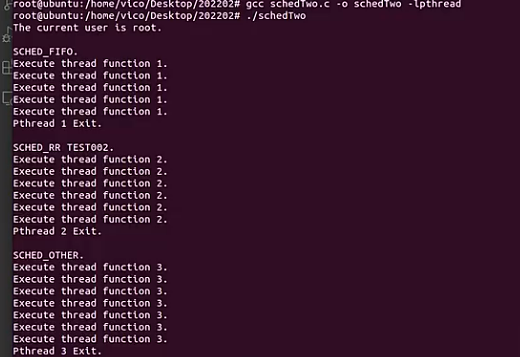 root@ubuntu:/home/vico/Desktop/202202# gcc schedTwo.c -o schedTwo -lpthread
root@ubuntu:/home/vico/Desktop/202202# ./schedTwo
The current user is root.
SCHED_FIFO.
Execute thread function 1.
Execute thread function 1.
Execute thread function 1.
Execute thread function 1.
Execute thread function 1.
Pthread 1 Exit.
SCHED_RR TEST002.
Execute thread function 2.
Execute thread function 2.
Execute thread function 2.
Execute thread function 2.
Execute thread function 2.
Execute thread function 2.
Pthread 2 Exit.
SCHED_OTHER.
Execute thread function 3.
Execute thread function 3.
Execute thread function 3.
Execute thread function 3.
Execute thread function 3.
Execute thread function 3.
Execute thread function 3.
Pthread 3 Exit.